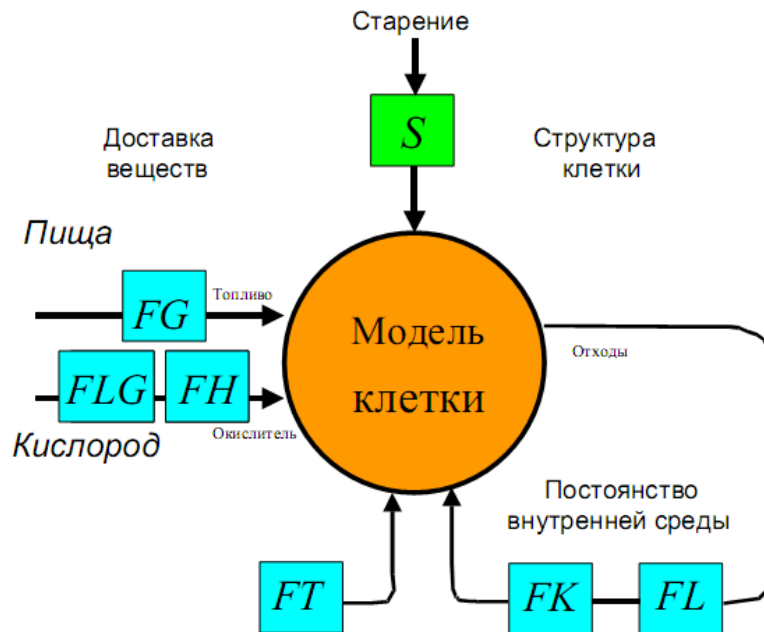 Старение
S
Доставка
веществ
Структура
клетки
Пища
FG
Топливо
Модель
клетки
Отходы
FLG
FH
Кислород
Окислитель
Постоянство
внутренней среды
FT
FK
FL